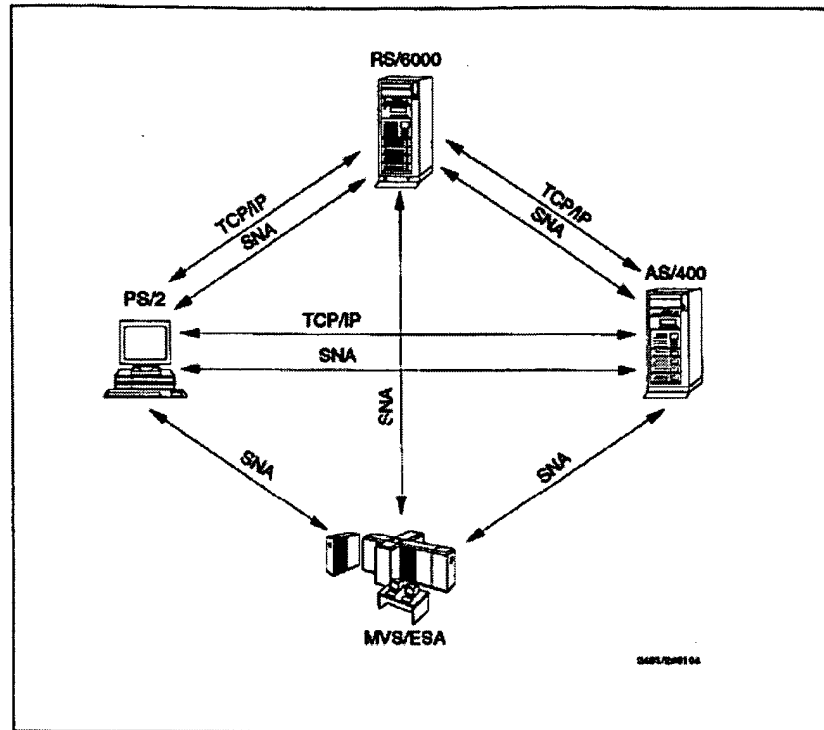 RS/6000
TCP/IP
SNA
TCP/IP
SNA
PS/2
AS/400
TCP/IP
SNA
SNA
SNA
SNA
MVS/ESA